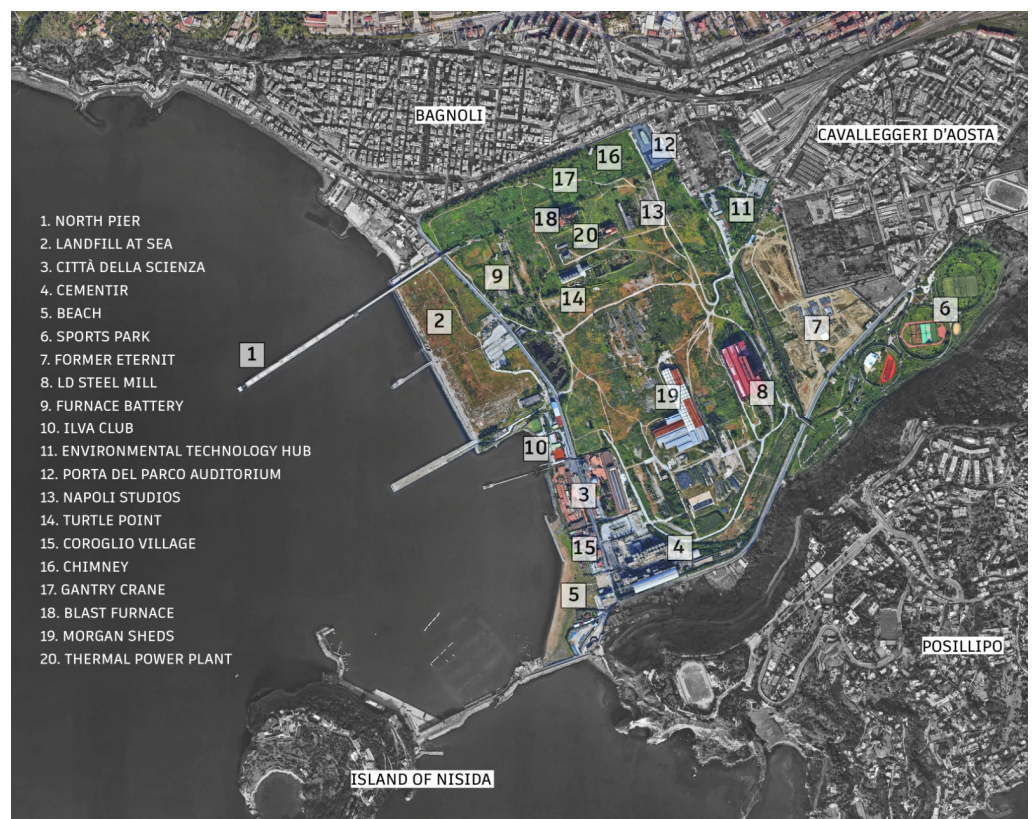 BAGNOLI
CAVALLEGGERI D'AOSTA
16
12
17
18
13
11
20
9
14
2
7
6
1
19
8
10
3
15
4
5
1. NORTH PIER
2. LANDFILL AT SEA
3. CITTÀ DELLA SCIENZA
4. CEMENTIR
5. BEACH
6. SPORTS PARK
7. FORMER ETERNIT
8. LD STEEL MILL
9. FURNACE BATTERY
10. ILVA CLUB
11. ENVIRONMENTAL TECHNOLOGY HUB
12. PORTA DEL PARCO AUDITORIUM
13. NAPOLI STUDIOS
14. TURTLE POINT
15. COROGLIO VILLAGE
16. CHIMNEY
17. GANTRY CRANE
18. BLAST FURNACE
19. MORGAN SHEDS
20. THERMAL POWER PLANT
POSILLIPO
ISLAND OF NISIDA